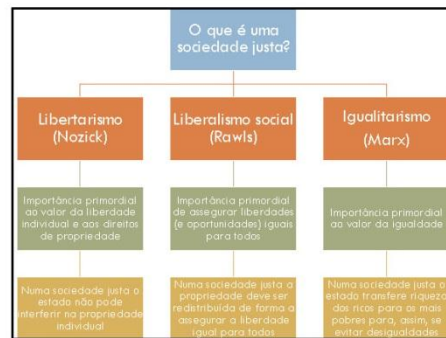 O que é uma
sociedade justa?
Libertarismo
(Nozick)
Liberalismo social
(Rawls)
Igualitarismo
(Marx)
Importância primordial
ao valor da liberdade
individual e aos direitos
de propriedade
Importância primordial
de assegurar liberdades
(e oportunidades) iguais
para todos
Importância primordial
ao valor da igualdade
Numa sociedade justa
o estado não pode
interferir na propriedade
individual
Numa sociedade justa a
propriedade deve ser
redistribuída de forma a
assegurar a liberdade
igual para todos
Numa sociedade justa o
estado transfere riqueza
dos ricos para os mais
pobres para, assim, se
evitar desigualdades